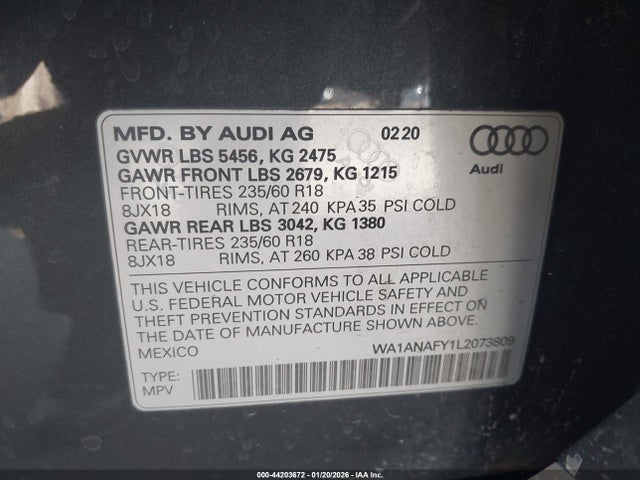 MFD. BY AUDI AG 0220
GVWR LBS 5456, KG 2475
GAWR FRONT LBS 2679, KG 1215
FRONT-TIRES 235/60 R18
8JX18 RIMS, AT 240 KPA 35 PSI COLD
GAWR REAR LBS 3042, KG 1380
REAR-TIRES 235/60 R18
8JX18 RIMS, AT 260 KPA 38 PSI COLD
Audi
THIS VEHICLE CONFORMS TO ALL APPLICABLE
U.S. FEDERAL MOTOR VEHICLE SAFETY AND
THEFT PREVENTION STANDARDS IN EFFECT ON
THE DATE OF MANUFACTURE SHOWN ABOVE.
MEXICO WA1ANAFY1L2073809
TYPE:
MPV
000-44203672 | 01/20/2026 | IAA Inc.